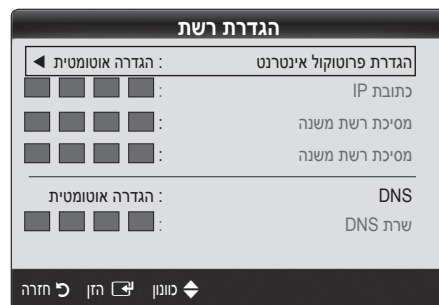 הגדרת רשת
הגדרת פרוטוקול אינטרנט : הגדרה אוטומטית ◀
כתובת IP :
מסיכת רשת משנה :
מסיכת רשת משנה :
DNS : הגדרה אוטומטית
שרת DNS :
כוונון הזן חזרה